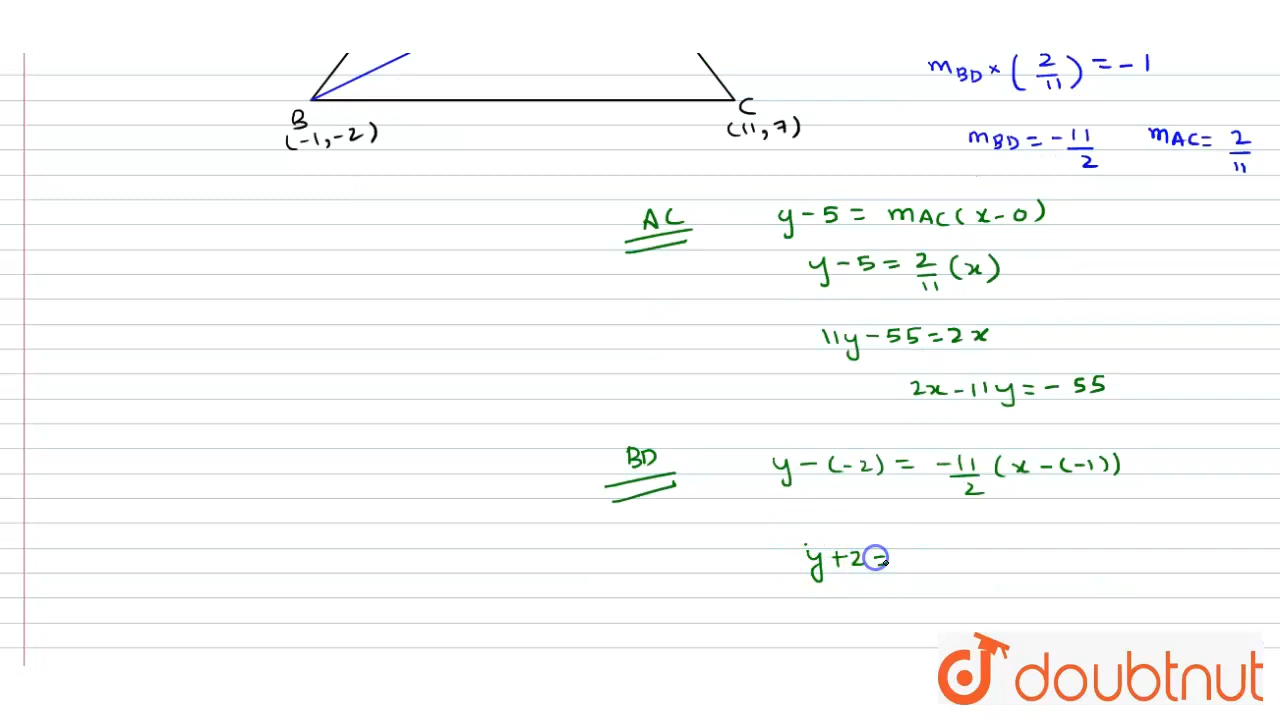 m_BD × (2/11) = -1
B
(-1,-2)
C
(11,7)
m_BD = -11/2
m_AC = 2/11
AC
y-5 = m_AC (x-0)
y-5 = 2/11 (x)
11y-55=2x
2x-11y = -55
BD
y-(-2) = -11/2 (x-(-1))
y+2=
doubtnut